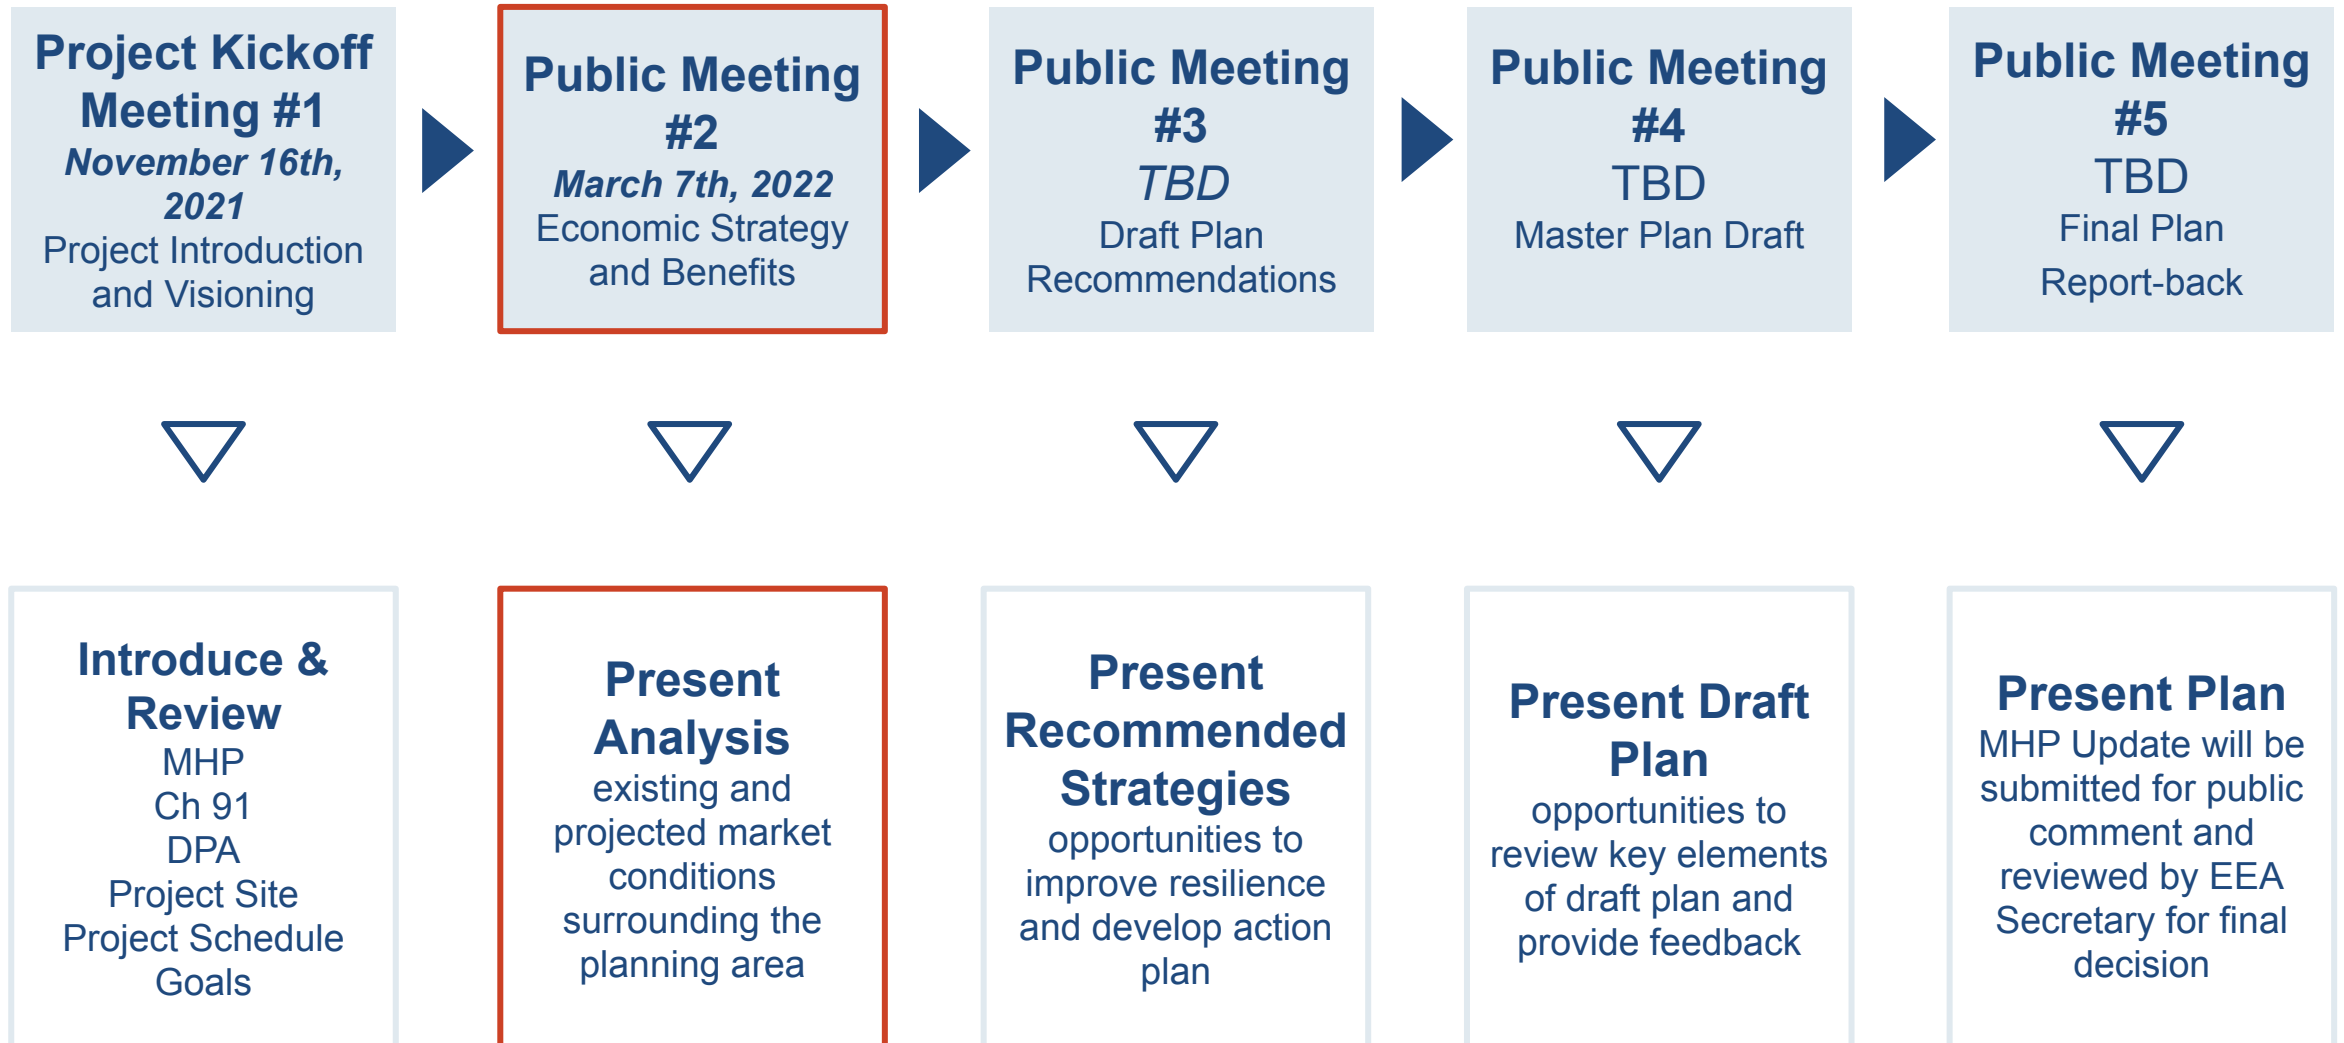 Project Kickoff
Meeting #1
November 16th,
2021
Project Introduction
and Visioning
Public Meeting
#2
March 7th, 2022
Economic Strategy
and Benefits
Public Meeting
#3
TBD
Draft Plan
Recommendations
Public Meeting
#4
TBD
Master Plan Draft
Public Meeting
#5
TBD
Final Plan
Report-back
Introduce &
Review
MHP
Ch 91
DPA
Project Site
Project Schedule
Goals
Present
Analysis
existing and
projected market
conditions
surrounding the
planning area
Present
Recommended
Strategies
opportunities to
improve resilience
and develop action
plan
Present Draft
Plan
opportunities to
review key elements
of draft plan and
provide feedback
Present Plan
MHP Update will be
submitted for public
comment and
reviewed by EEA
Secretary for final
decision